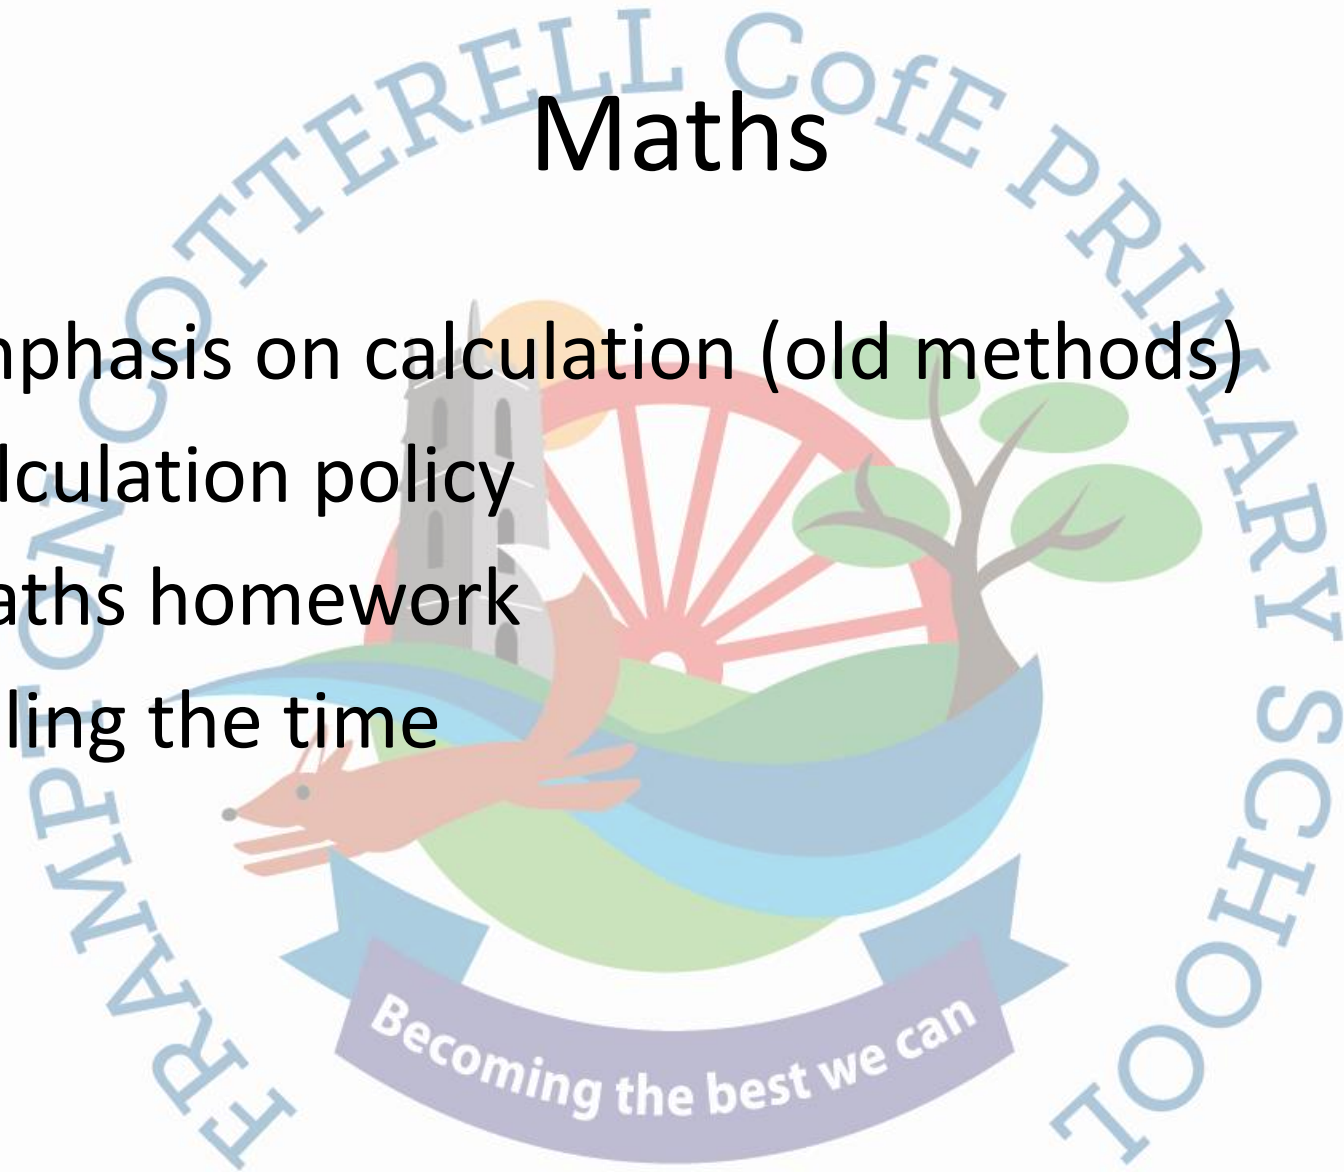 FRAMPTON COTTERELL CofE PRIMARY SCHOOL
Maths
mphasis on calculation (old methods)
lculation policy
aths homework
ling the time
Becoming the best we can